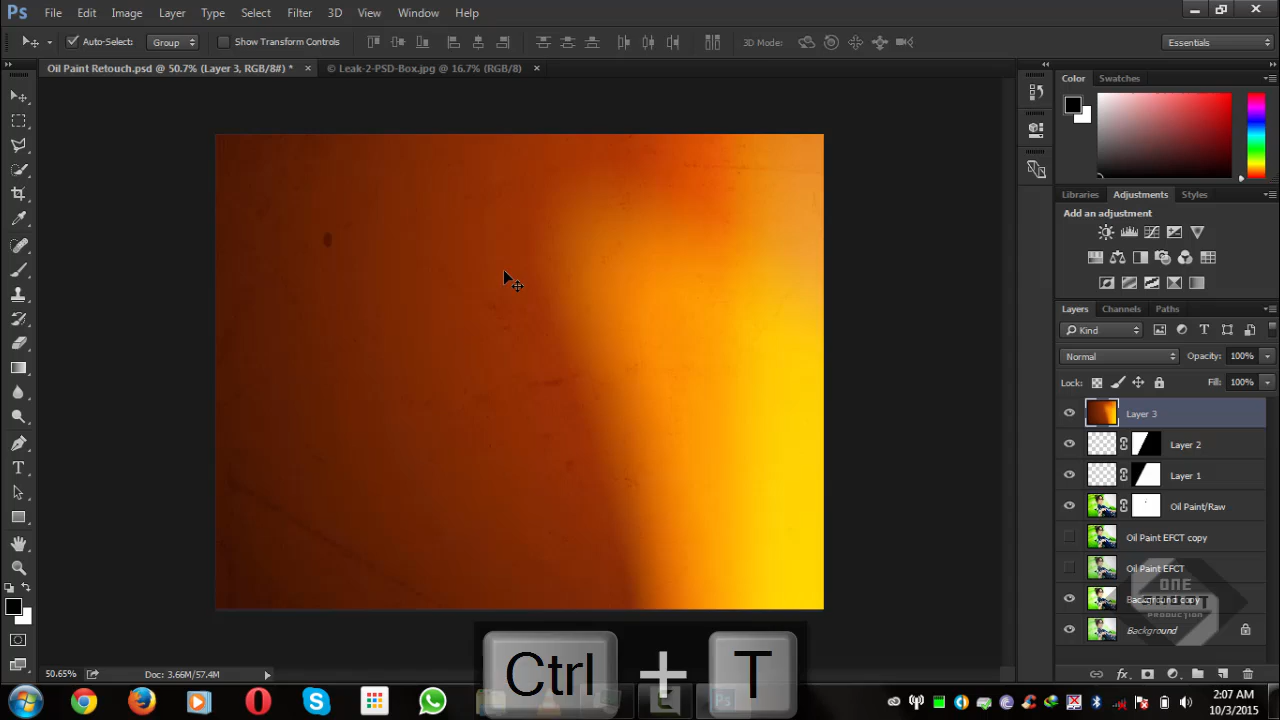 Ps File Edit Image Layer Type Select Filter 3D View Window Help
Auto-Select: Group Show Transform Controls 3D Mode: Essentials
Oil Paint Retouch.psd @ 50.7% (Layer 3, RGB/8#) * × © Leak-2-PSD-Box.jpg @ 16.7% (RGB/8) ×
Color Swatches
Libraries Adjustments Styles
Add an adjustment
Layers Channels Paths
Kind
Normal Opacity: 100%
Lock: Fill: 100%
Layer 3
Layer 2
Layer 1
Oil Paint/Raw
Oil Paint EFCT copy
Oil Paint EFCT
Background copy
Background
ONE
PRODUCTION
50.65% Doc: 3.66M/57.4M
Ctrl + T
2:07 AM
10/3/2015